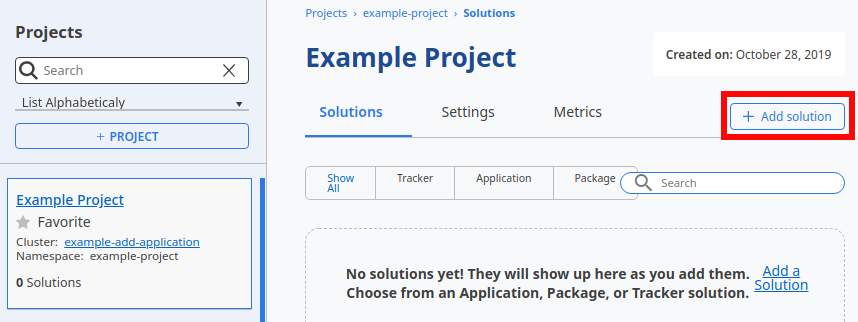 Projects
Search
List Alphabeticaly
+ PROJECT
Example Project
Favorite
Cluster: example-add-application
Namespace: example-project
0 Solutions
Projects › example-project › Solutions
Example Project
Created on: October 28, 2019
Solutions Settings Metrics
+ Add solution
Show
All
Tracker
Application
Package
Search
No solutions yet! They will show up here as you add them.
Choose from an Application, Package, or Tracker solution.
Add a
Solution